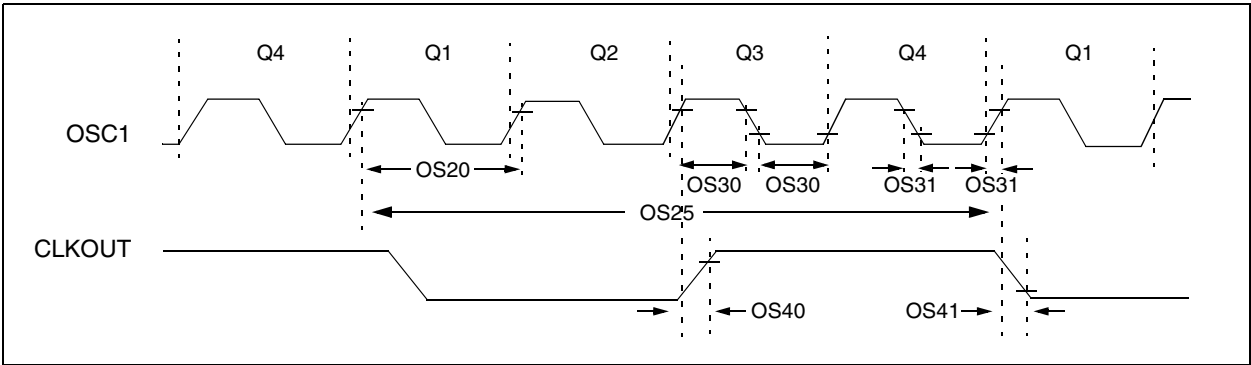 Q4 Q1 Q2 Q3 Q4 Q1
OSC1
OS20
OS30 OS30 OS31 OS31
OS25
CLKOUT
OS40 OS41